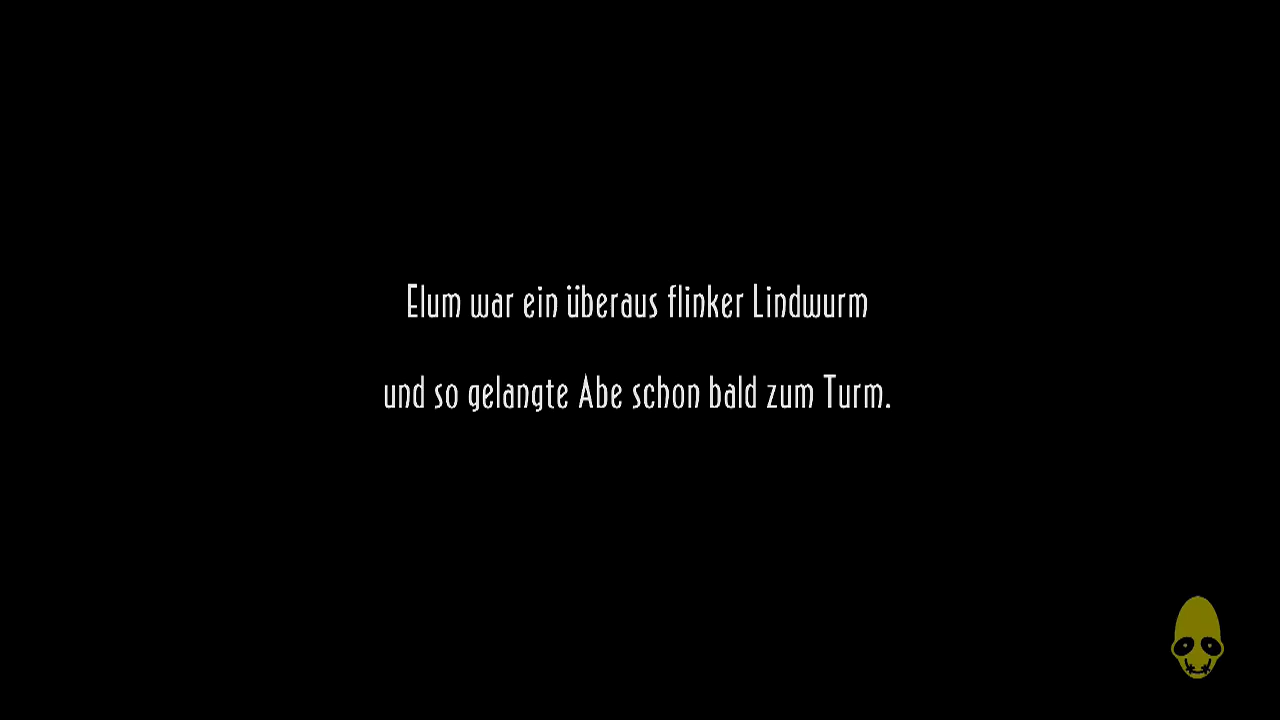 Elum war ein überaus flinker Lindwurm
und so gelangte Abe schon bald zum Turm.